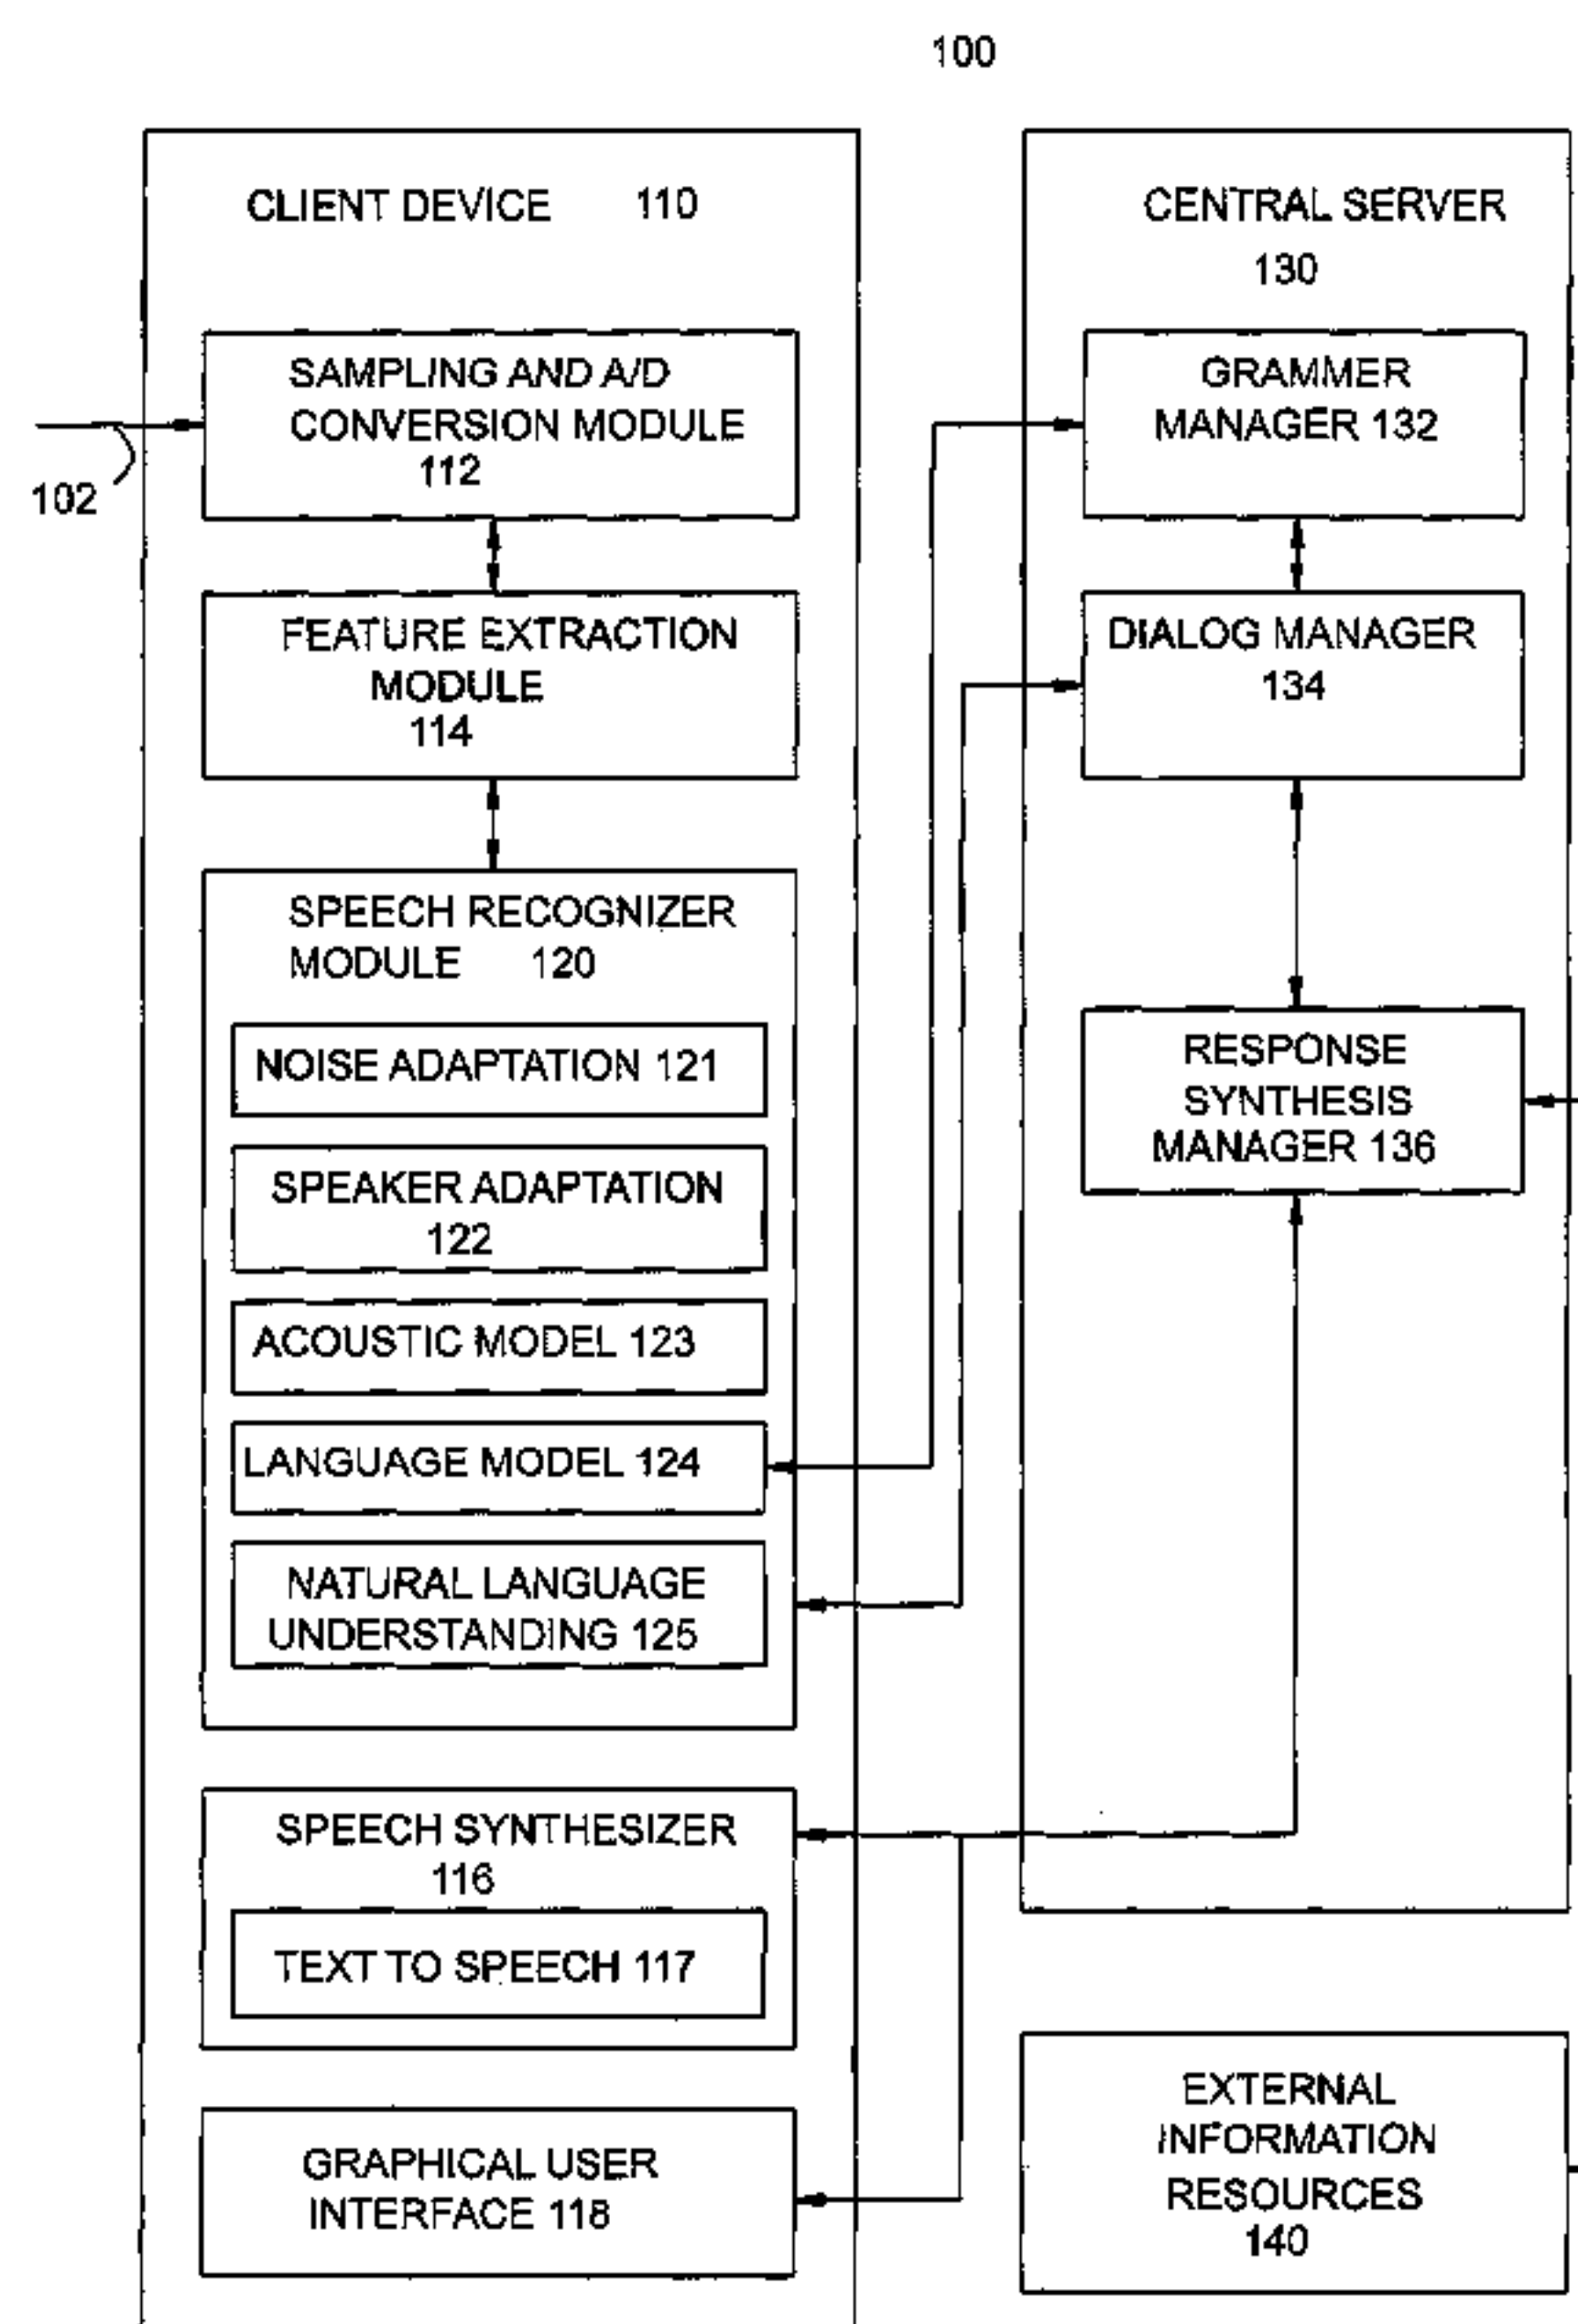 100
CLIENT DEVICE 110
SAMPLING AND A/D
CONVERSION MODULE
112
102
FEATURE EXTRACTION
MODULE
114
SPEECH RECOGNIZER
MODULE 120
NOISE ADAPTATION 121
SPEAKER ADAPTATION
122
ACOUSTIC MODEL 123
LANGUAGE MODEL 124
NATURAL LANGUAGE
UNDERSTANDING 125
SPEECH SYNTHESIZER
116
TEXT TO SPEECH 117
GRAPHICAL USER
INTERFACE 118
CENTRAL SERVER
130
GRAMMER
MANAGER 132
DIALOG MANAGER
134
RESPONSE
SYNTHESIS
MANAGER 136
EXTERNAL
INFORMATION
RESOURCES
140